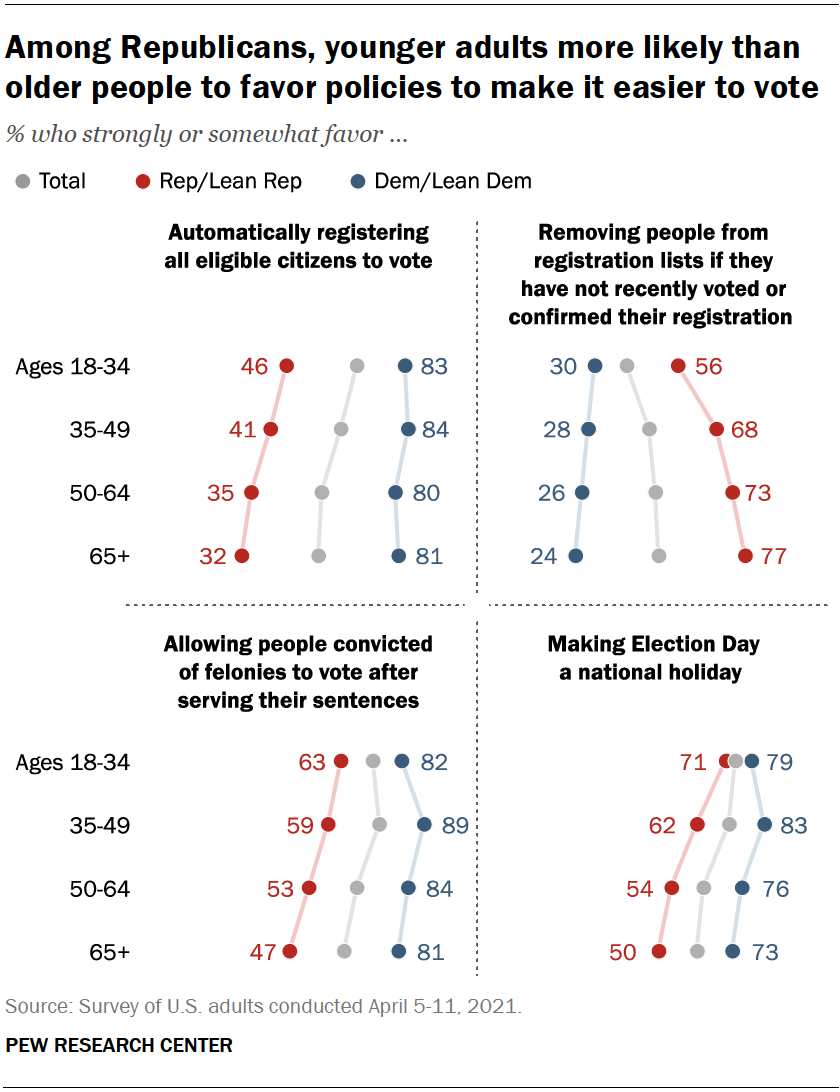 Among Republicans, younger adults more likely than
older people to favor policies to make it easier to vote
% who strongly or somewhat favor ...
Total Rep/Lean Rep Dem/Lean Dem
Automatically registering
all eligible citizens to vote
Ages 18-34 46 83
35-49 41 84
50-64 35 80
65+ 32 81
Removing people from
registration lists if they
have not recently voted or
confirmed their registration
30 56
28 68
26 73
24 77
Allowing people convicted
of felonies to vote after
serving their sentences
Ages 18-34 63 82
35-49 59 89
50-64 53 84
65+ 47 81
Making Election Day
a national holiday
71 79
62 83
54 76
50 73
Source: Survey of U.S. adults conducted April 5-11, 2021.
PEW RESEARCH CENTER